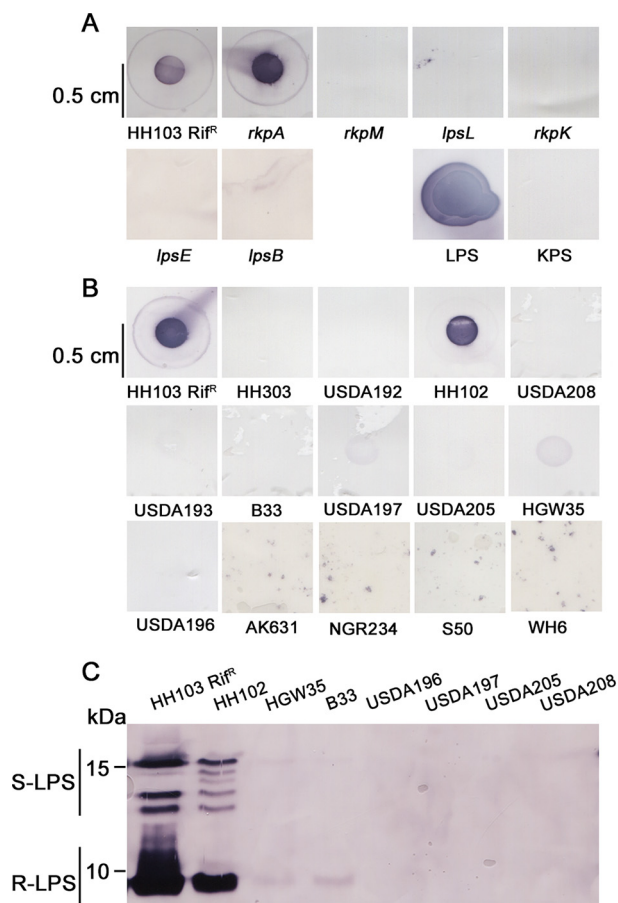 A
0.5 cm
HH103 Rifᴿ rkpA rkpM lpsL rkpK
lpsE lpsB LPS KPS
B
0.5 cm
HH103 Rifᴿ HH303 USDA192 HH102 USDA208
USDA193 B33 USDA197 USDA205 HGW35
USDA196 AK631 NGR234 S50 WH6
C
HH103 Rifᴿ HH102 HGW35 B33 USDA196 USDA197 USDA205 USDA208
kDa
15
S-LPS
10
R-LPS